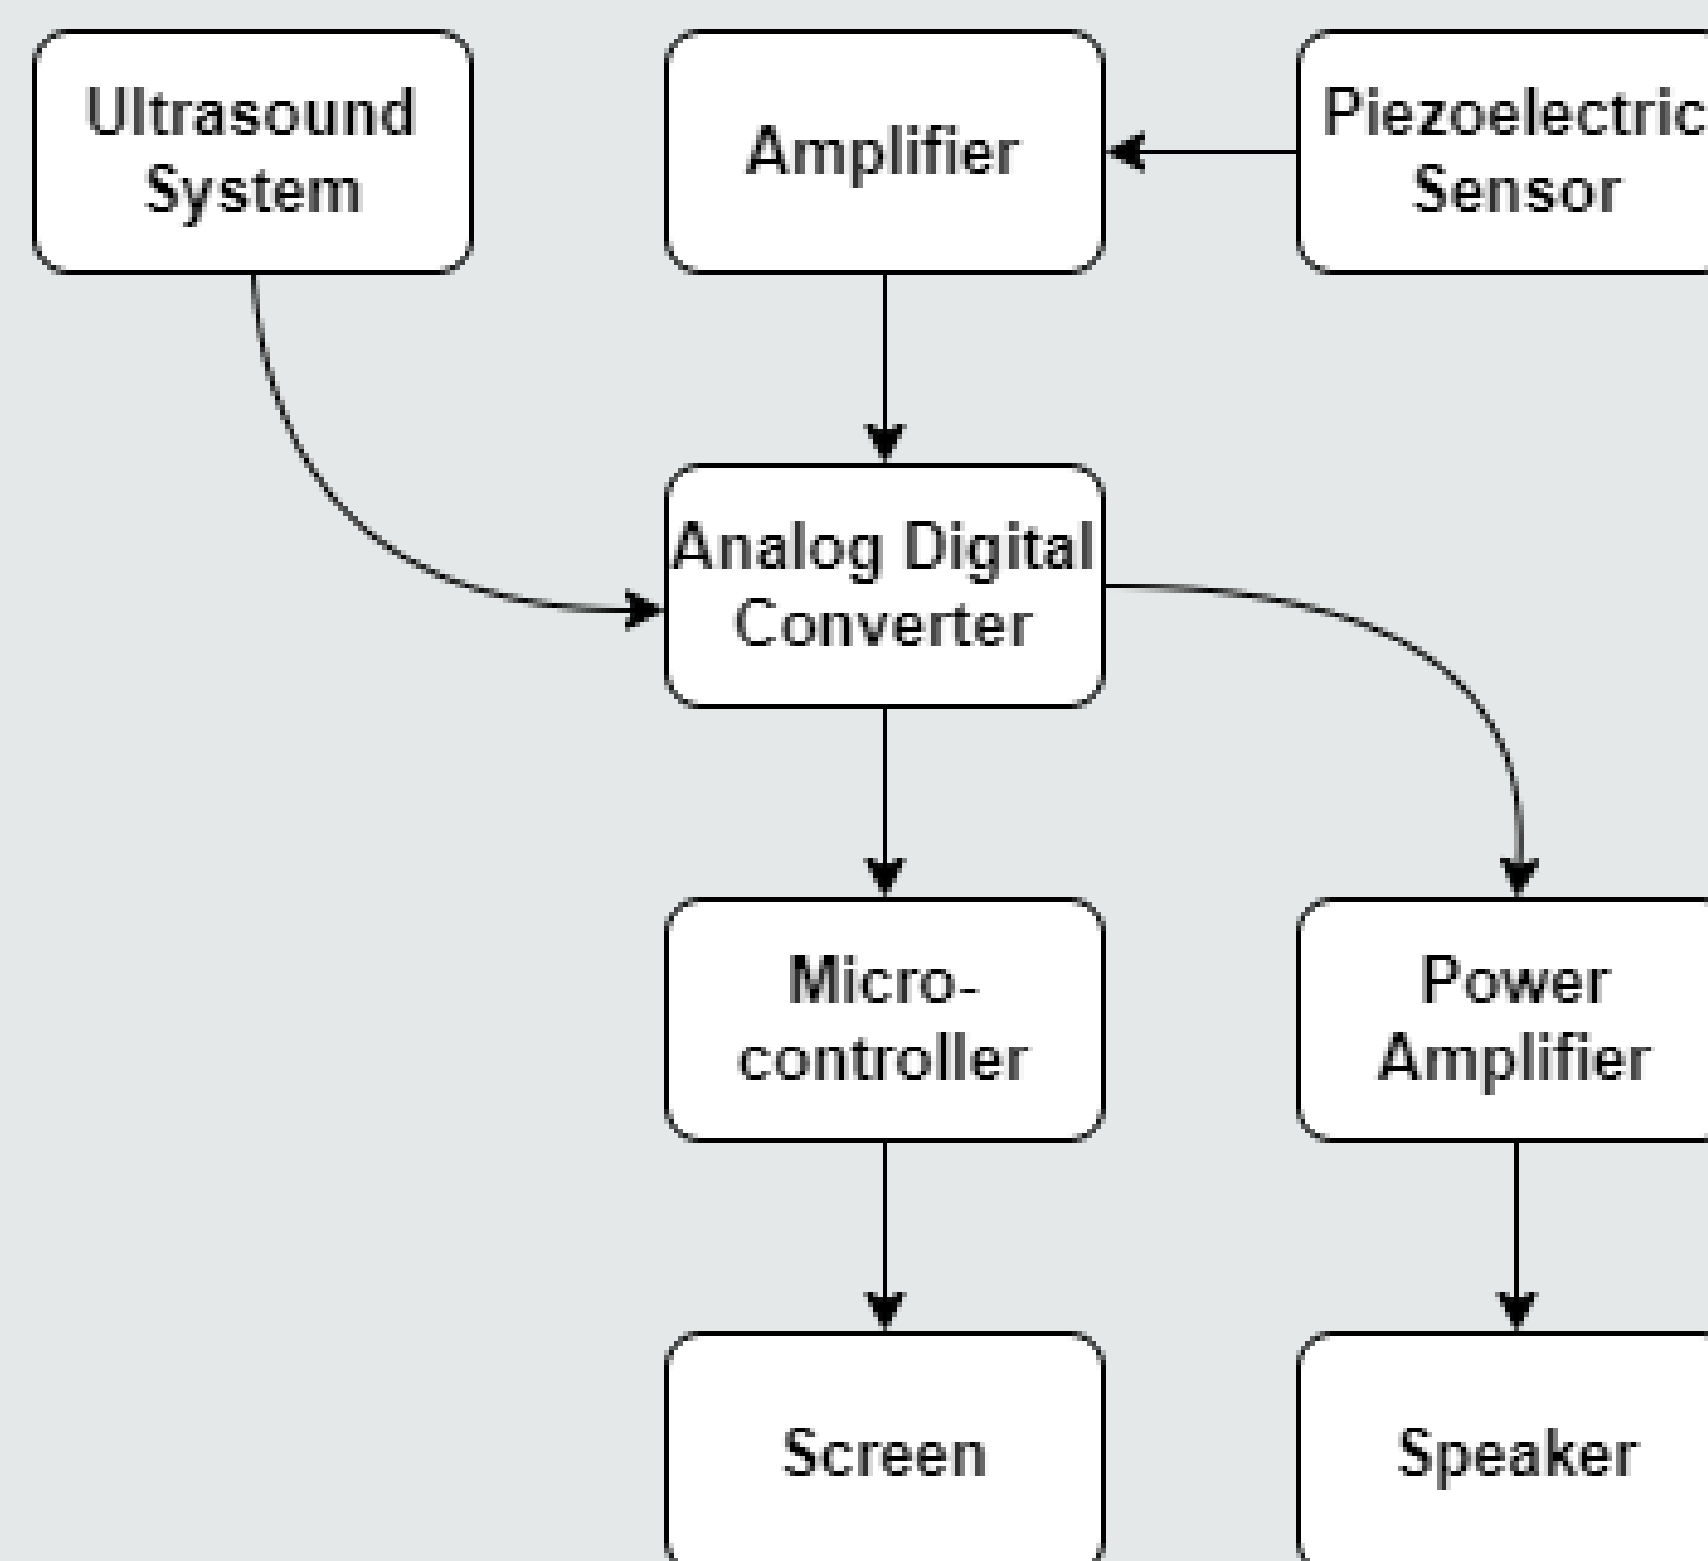 Ultrasound
System
Amplifier
Piezoelectric
Sensor
Analog Digital
Converter
Micro-
controller
Power
Amplifier
Screen
Speaker